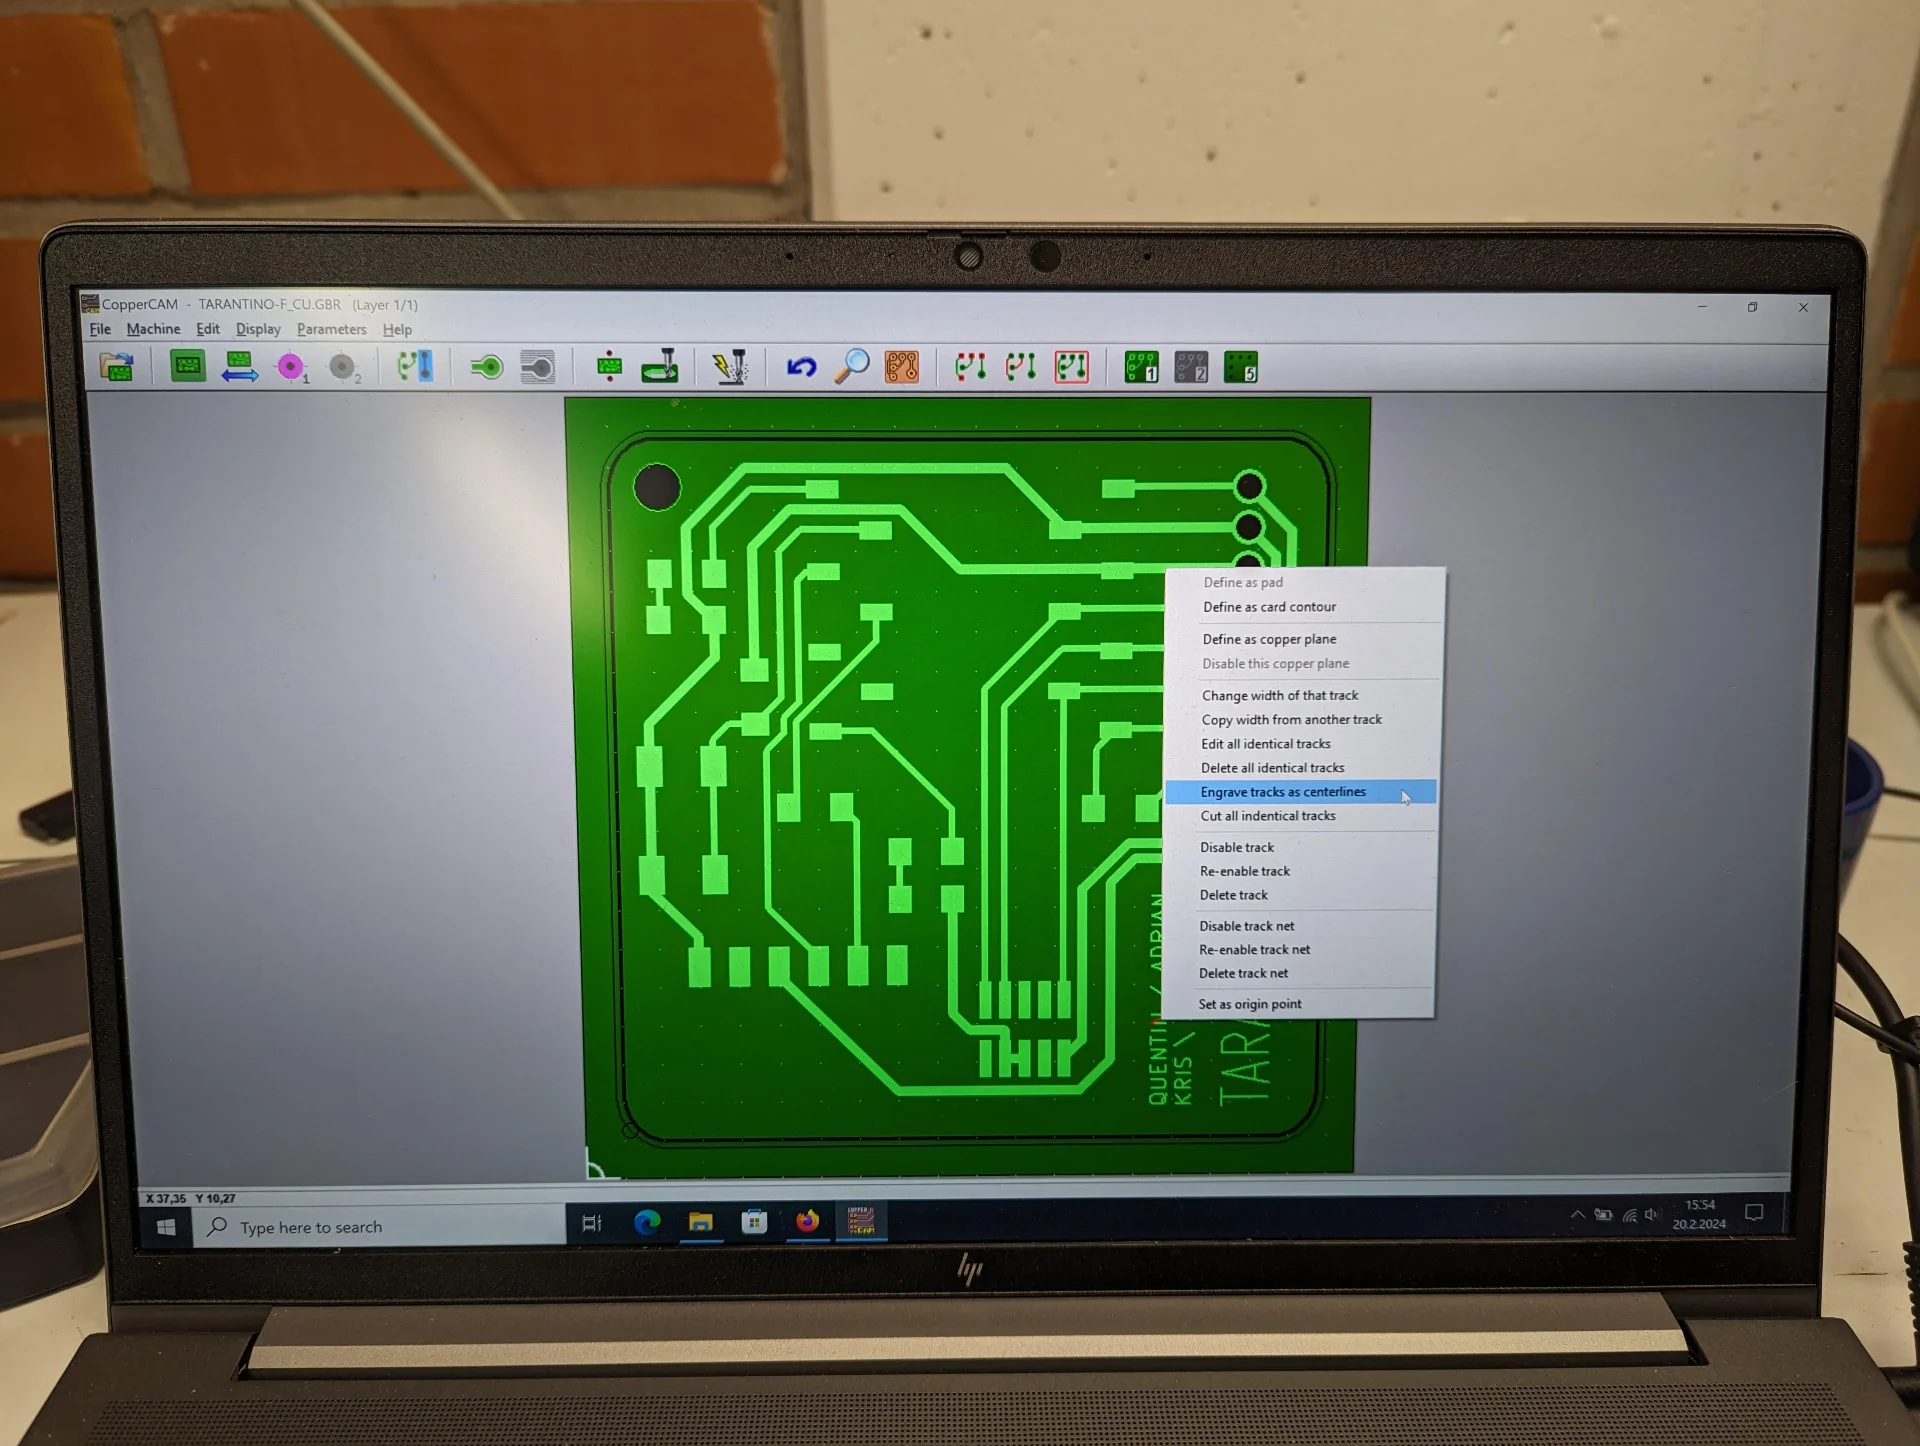 CopperCAM - TARANTINO-F_CU.GBR (Layer 1/1)
File Machine Edit Display Parameters Help
1
2
1
2
5
Define as pad
Define as card contour
Define as copper plane
Disable this copper plane
Change width of that track
Copy width from another track
Edit all identical tracks
Delete all identical tracks
Engrave tracks as centerlines
Cut all indentical tracks
Disable track
Re-enable track
Delete track
Disable track net
Re-enable track net
Delete track net
Set as origin point
QUENTIN / ADRIAN
KRIS \
TARA
X 37,35 Y 10,27
Type here to search
COPPER
CAM
15.54
20.2.2024
hp